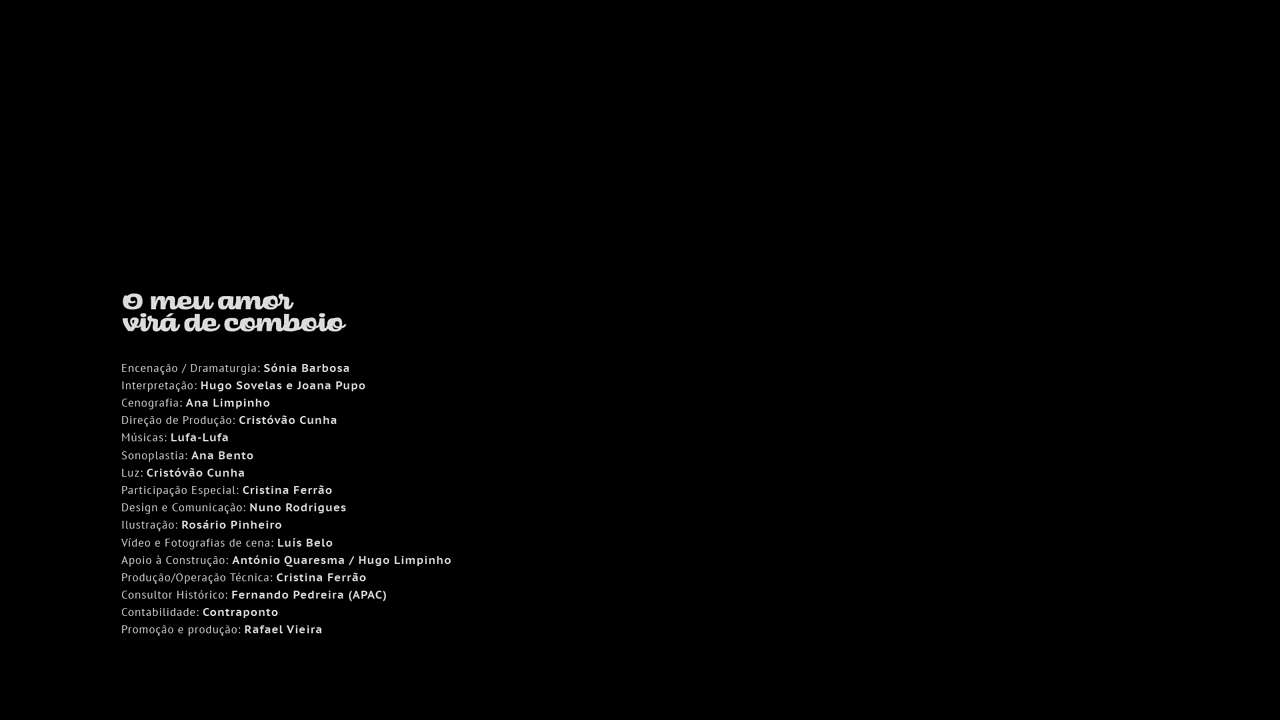 O meu amor
virá de comboio
Encenação / Dramaturgia: Sónia Barbosa
Interpretação: Hugo Sovelas e Joana Pupo
Cenografia: Ana Limpinho
Direção de Produção: Cristóvão Cunha
Músicas: Lufa-Lufa
Sonoplastia: Ana Bento
Luz: Cristóvão Cunha
Participação Especial: Cristina Ferrão
Design e Comunicação: Nuno Rodrigues
Ilustração: Rosário Pinheiro
Vídeo e Fotografias de cena: Luís Belo
Apoio à Construção: António Quaresma / Hugo Limpinho
Produção/Operação Técnica: Cristina Ferrão
Consultor Histórico: Fernando Pedreira (APAC)
Contabilidade: Contraponto
Promoção e produção: Rafael Vieira